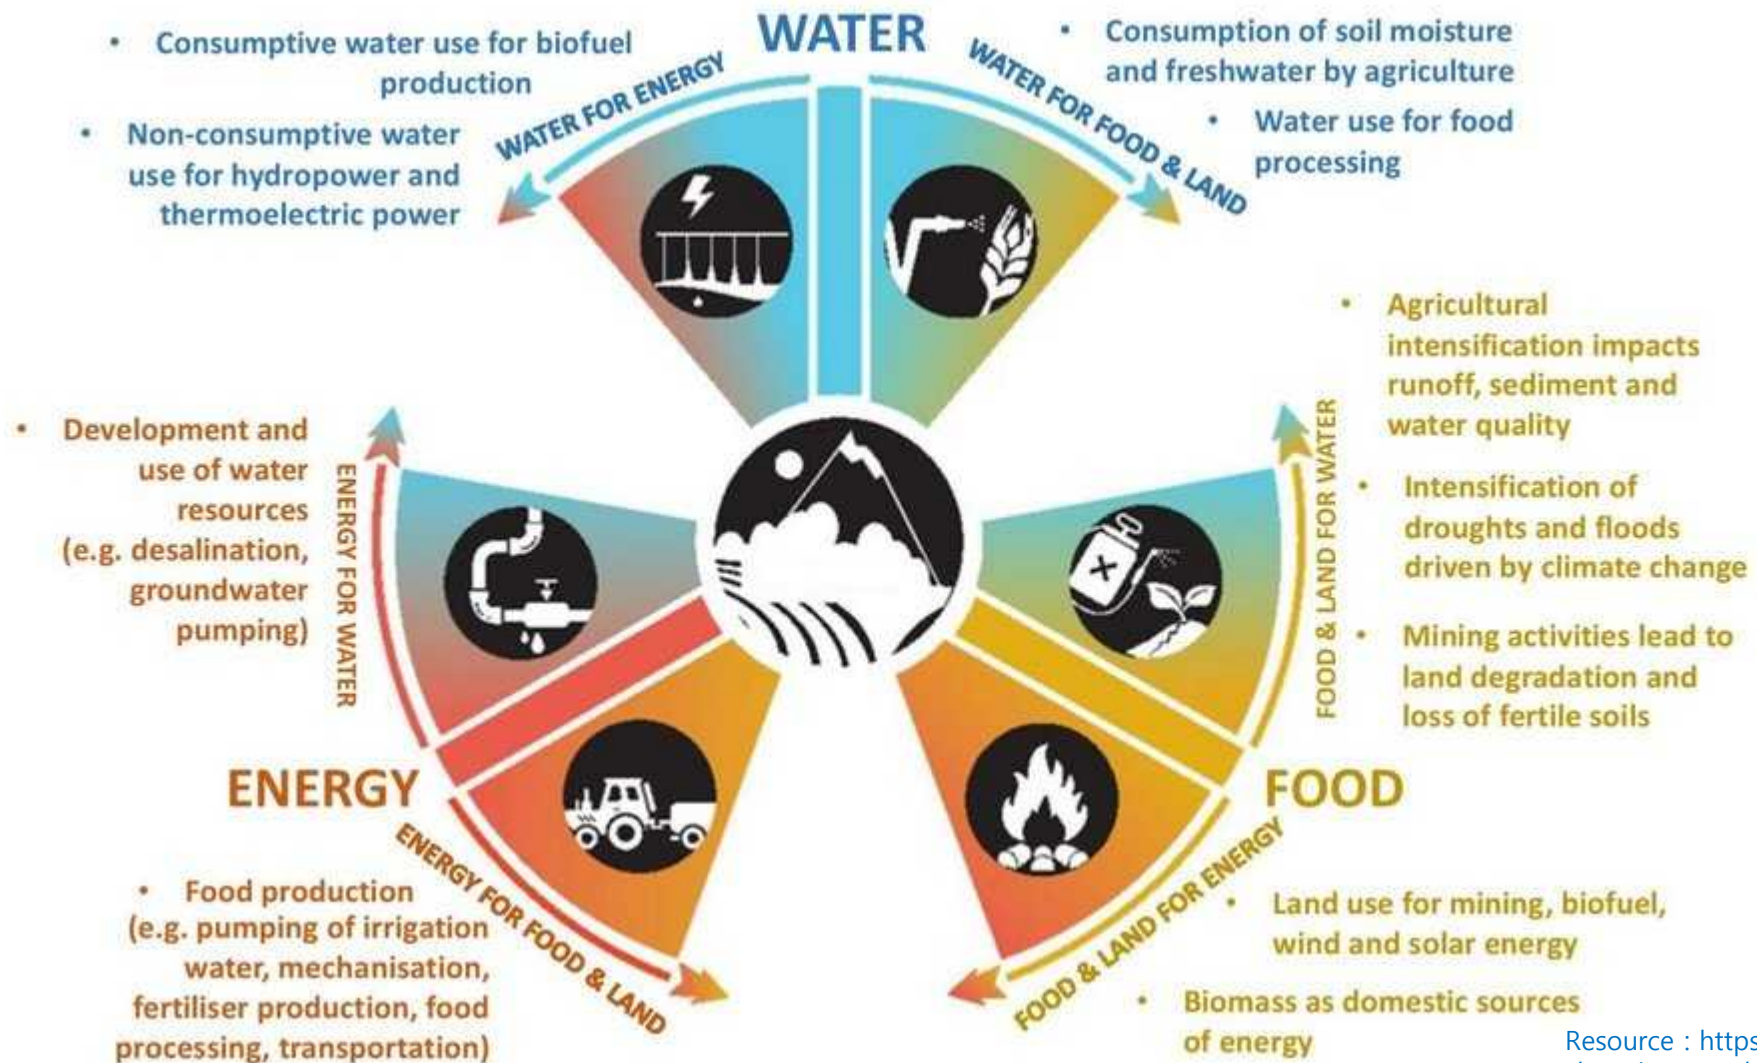 WATER
• Consumptive water use for biofuel
production
• Non-consumptive water
use for hydropower and
thermoelectric power
WATER FOR ENERGY
WATER FOR FOOD & LAND
• Consumption of soil moisture
and freshwater by agriculture
• Water use for food
processing
• Agricultural
intensification impacts
runoff, sediment and
water quality
• Intensification of
droughts and floods
driven by climate change
• Mining activities lead to
land degradation and
loss of fertile soils
FOOD & LAND FOR WATER
• Development and
use of water
resources
(e.g. desalination,
groundwater
pumping)
ENERGY FOR WATER
ENERGY
FOOD
ENERGY FOR FOOD & LAND
• Food production
(e.g. pumping of irrigation
water, mechanisation,
fertiliser production, food
processing, transportation)
FOOD & LAND FOR ENERGY
• Land use for mining, biofuel,
wind and solar energy
• Biomass as domestic sources
of energy
Resource : https